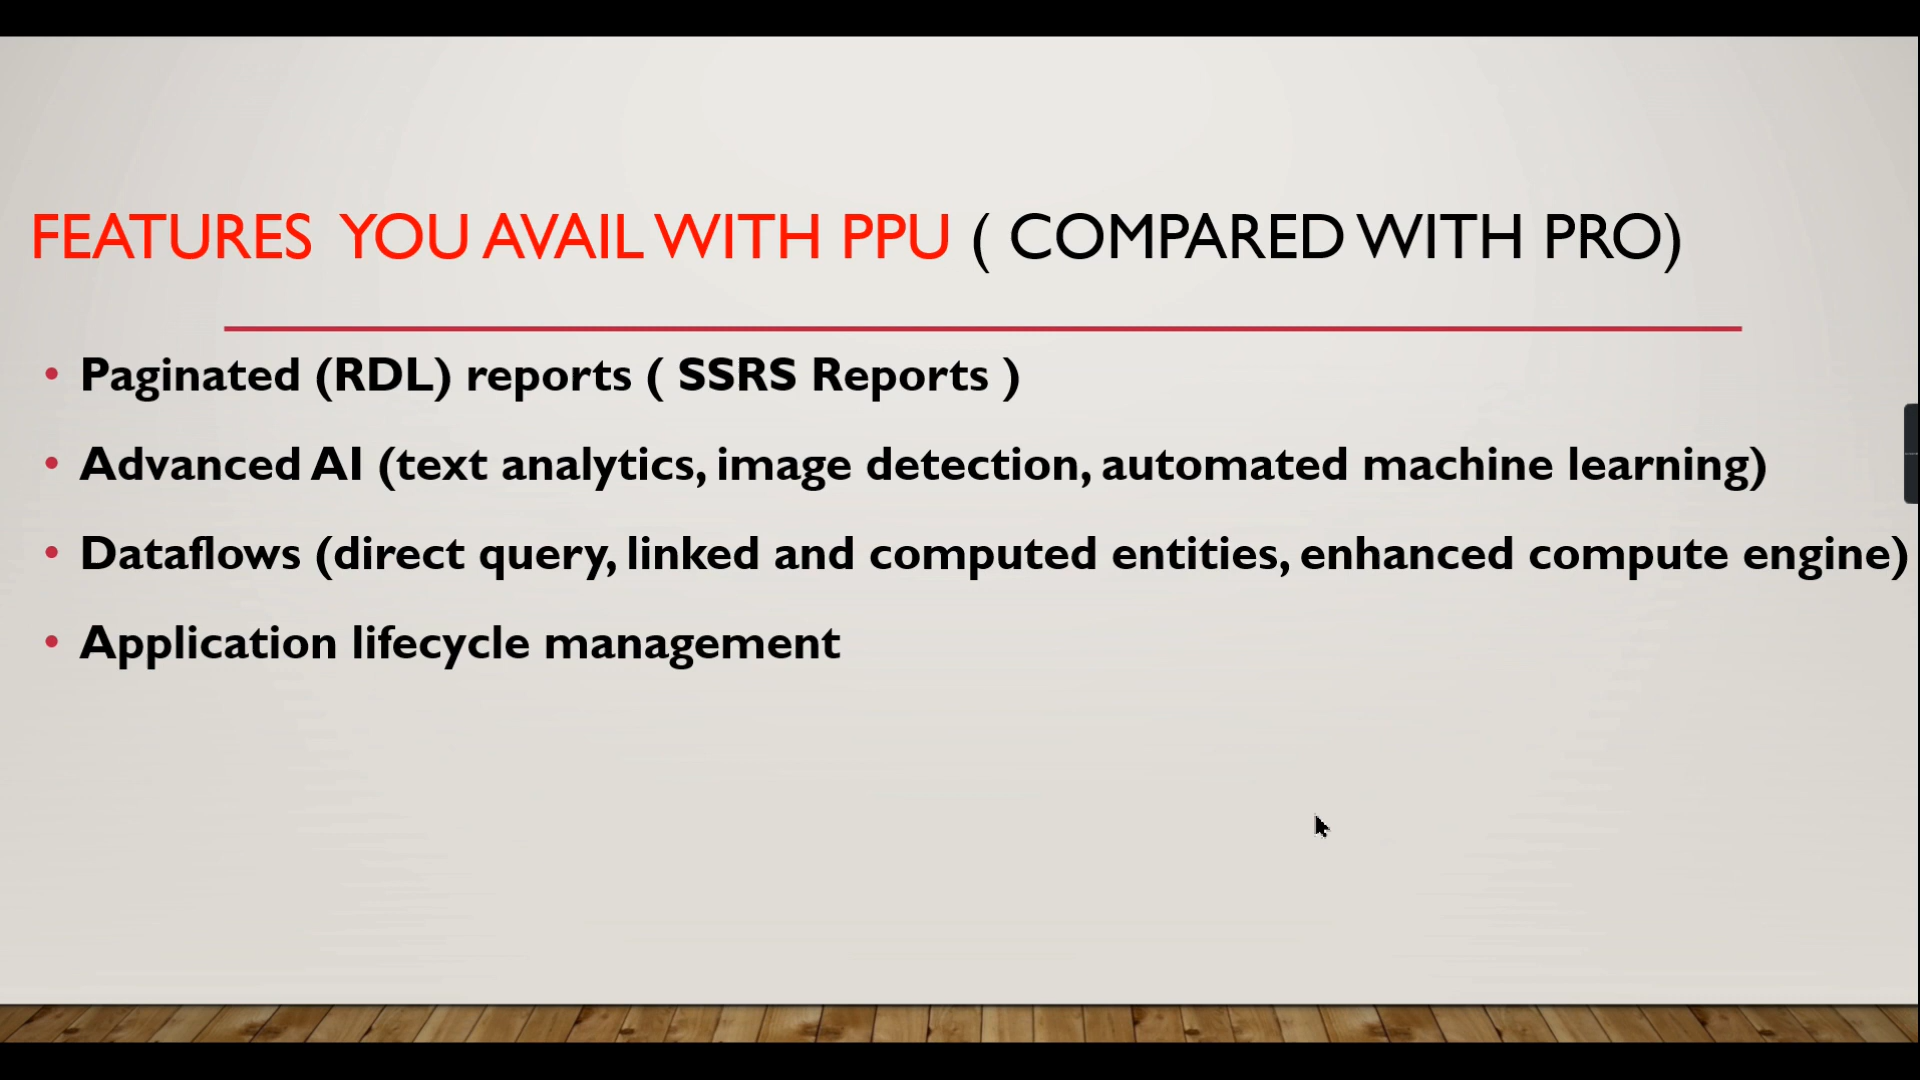 FEATURES YOU AVAIL WITH PPU ( COMPARED WITH PRO)
• Paginated (RDL) reports ( SSRS Reports )
• Advanced AI (text analytics, image detection, automated machine learning)
• Dataflows (direct query, linked and computed entities, enhanced compute engine)
• Application lifecycle management